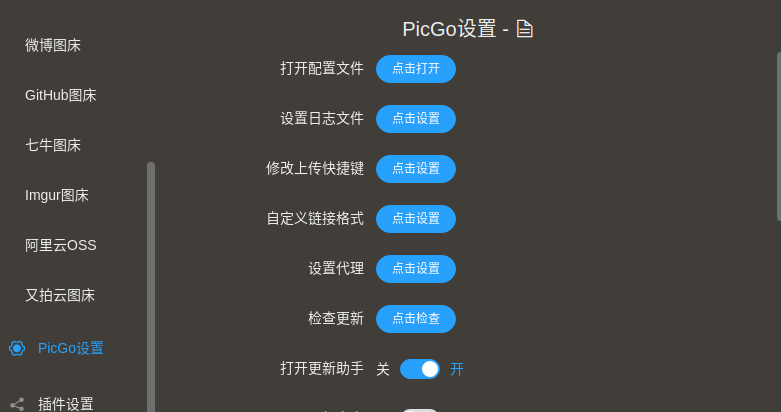 微博图床
GitHub图床
七牛图床
Imgur图床
阿里云OSS
又拍云图床
PicGo设置
插件设置
PicGo设置 -
打开配置文件 点击打开
设置日志文件 点击设置
修改上传快捷键 点击设置
自定义链接格式 点击设置
设置代理 点击设置
检查更新 点击检查
打开更新助手 关 开